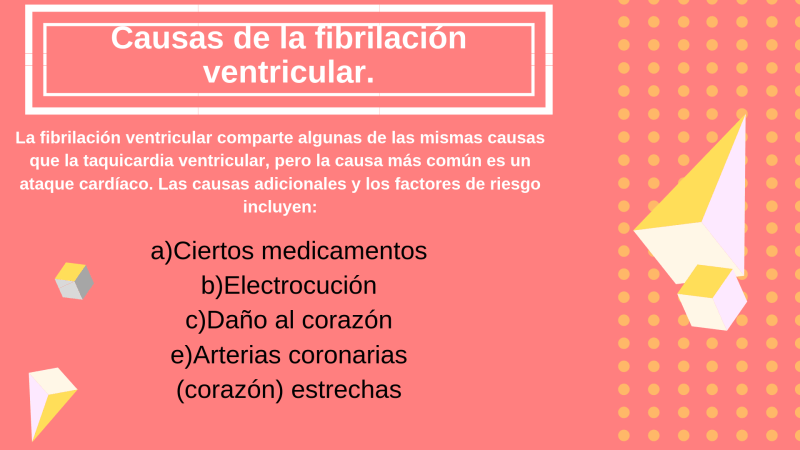 Causas de la fibrilación
ventricular.
La fibrilación ventricular comparte algunas de las mismas causas
que la taquicardia ventricular, pero la causa más común es un
ataque cardíaco. Las causas adicionales y los factores de riesgo
incluyen:
a)Ciertos medicamentos
b)Electrocución
c)Daño al corazón
e)Arterias coronarias
(corazón) estrechas